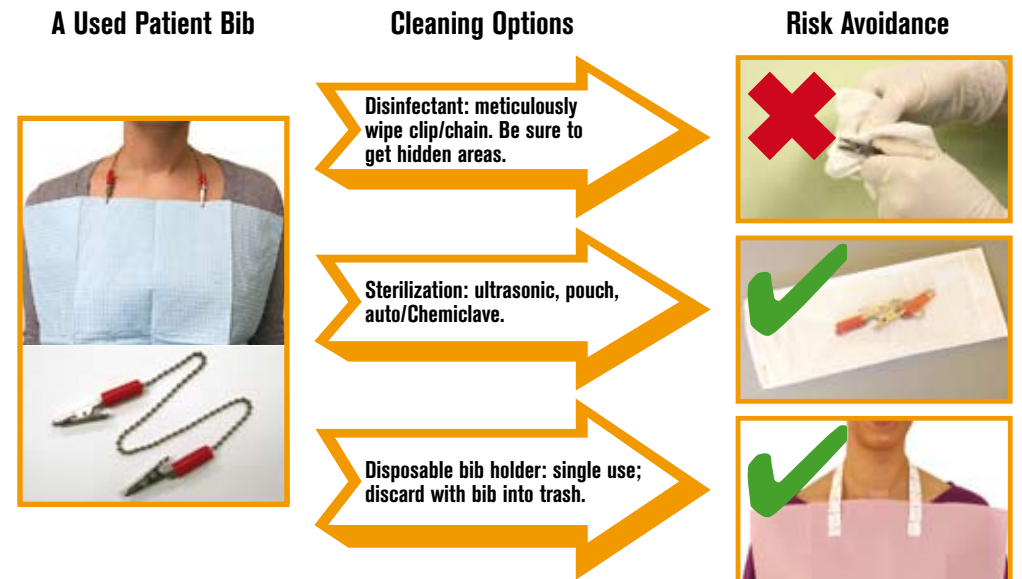 A Used Patient Bib
Cleaning Options
Risk Avoidance
Disinfectant: meticulously
wipe clip/chain. Be sure to
get hidden areas.
Sterilization: ultrasonic, pouch,
auto/Chemiclave.
Disposable bib holder: single use;
discard with bib into trash.